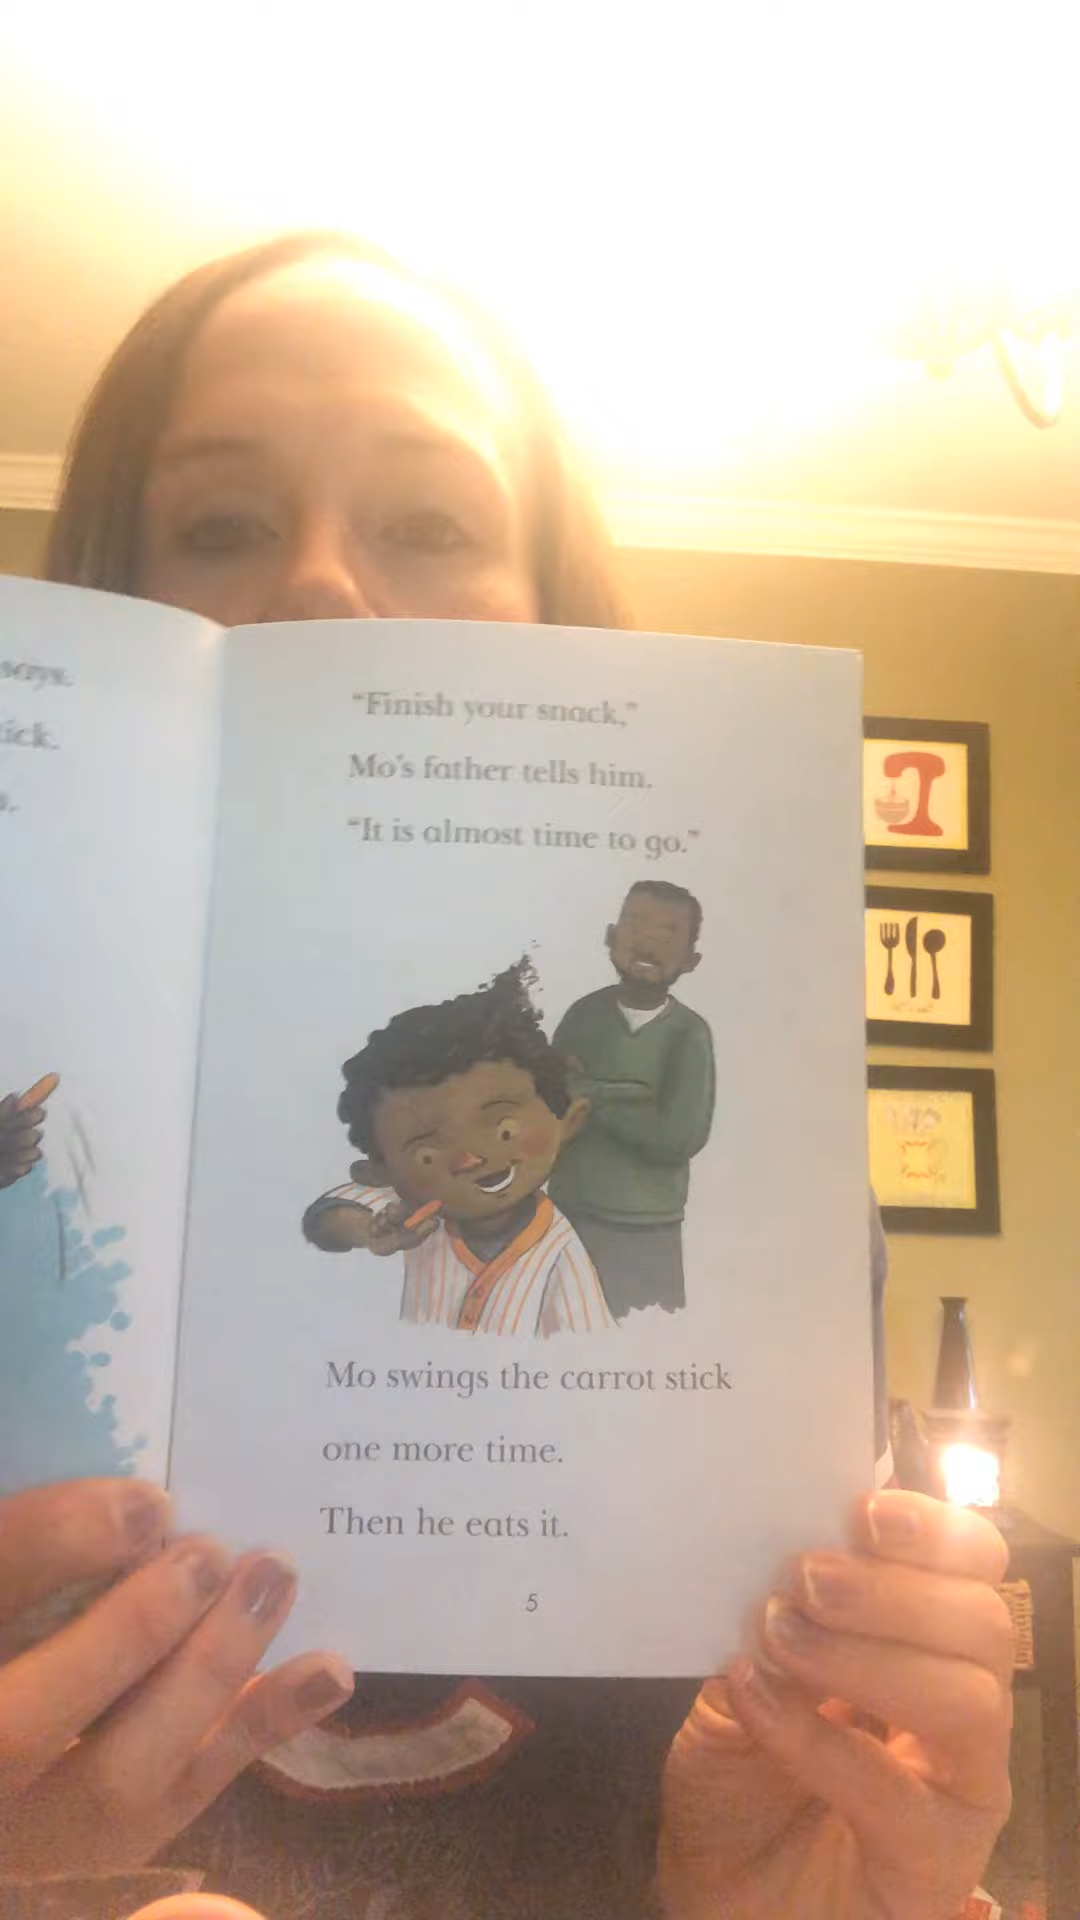 says.
"Finish your snack,"
Mo's father tells him.
"It is almost time to go."
Mo swings the carrot stick
one more time.
Then he eats it.
5